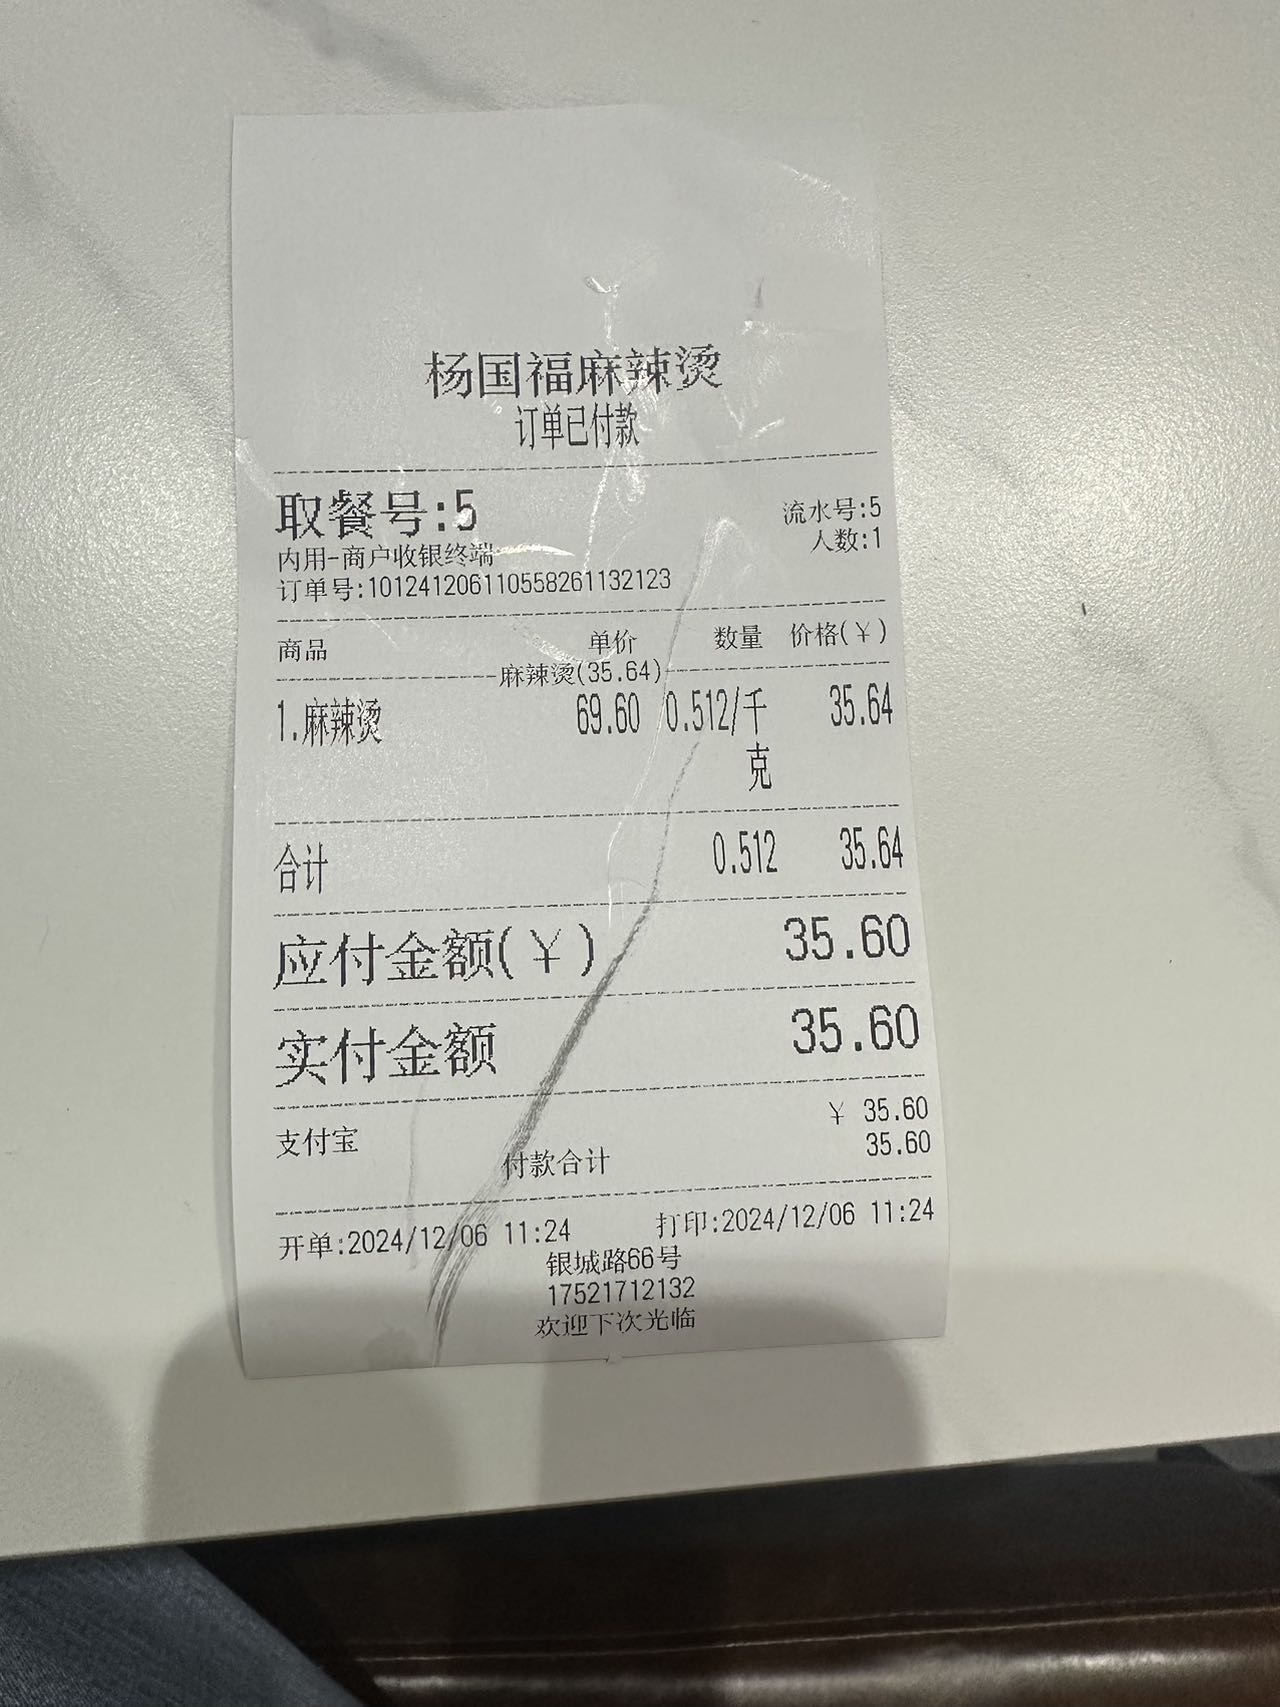 杨国福麻辣烫
订单已付款
取餐号:5 流水号:5
内用-商户收银终端 人数:1
订单号:101241206110558261132123
商品 单价 数量 价格(¥)
麻辣烫(35.64)
1.麻辣烫 69.60 0.512/千克 35.64
合计 0.512 35.64
应付金额(¥) 35.60
实付金额 35.60
支付宝 ¥ 35.60
付款合计 35.60
开单:2024/12/06 11:24 打印:2024/12/06 11:24
银城路66号
17521712132
欢迎下次光临